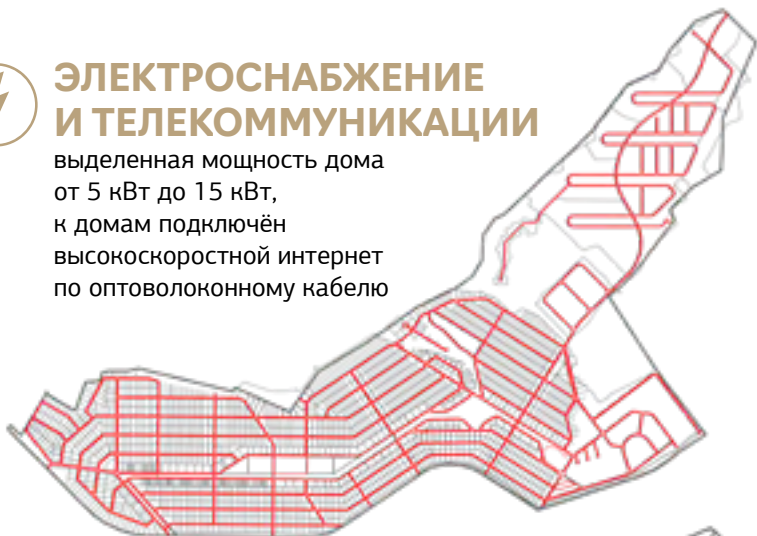 ЭЛЕКТРОСНАБЖЕНИЕ
И ТЕЛЕКОММУНИКАЦИИ
выделенная мощность дома
от 5 кВт до 15 кВт,
к домам подключён
высокоскоростной интернет
по оптоволоконному кабелю